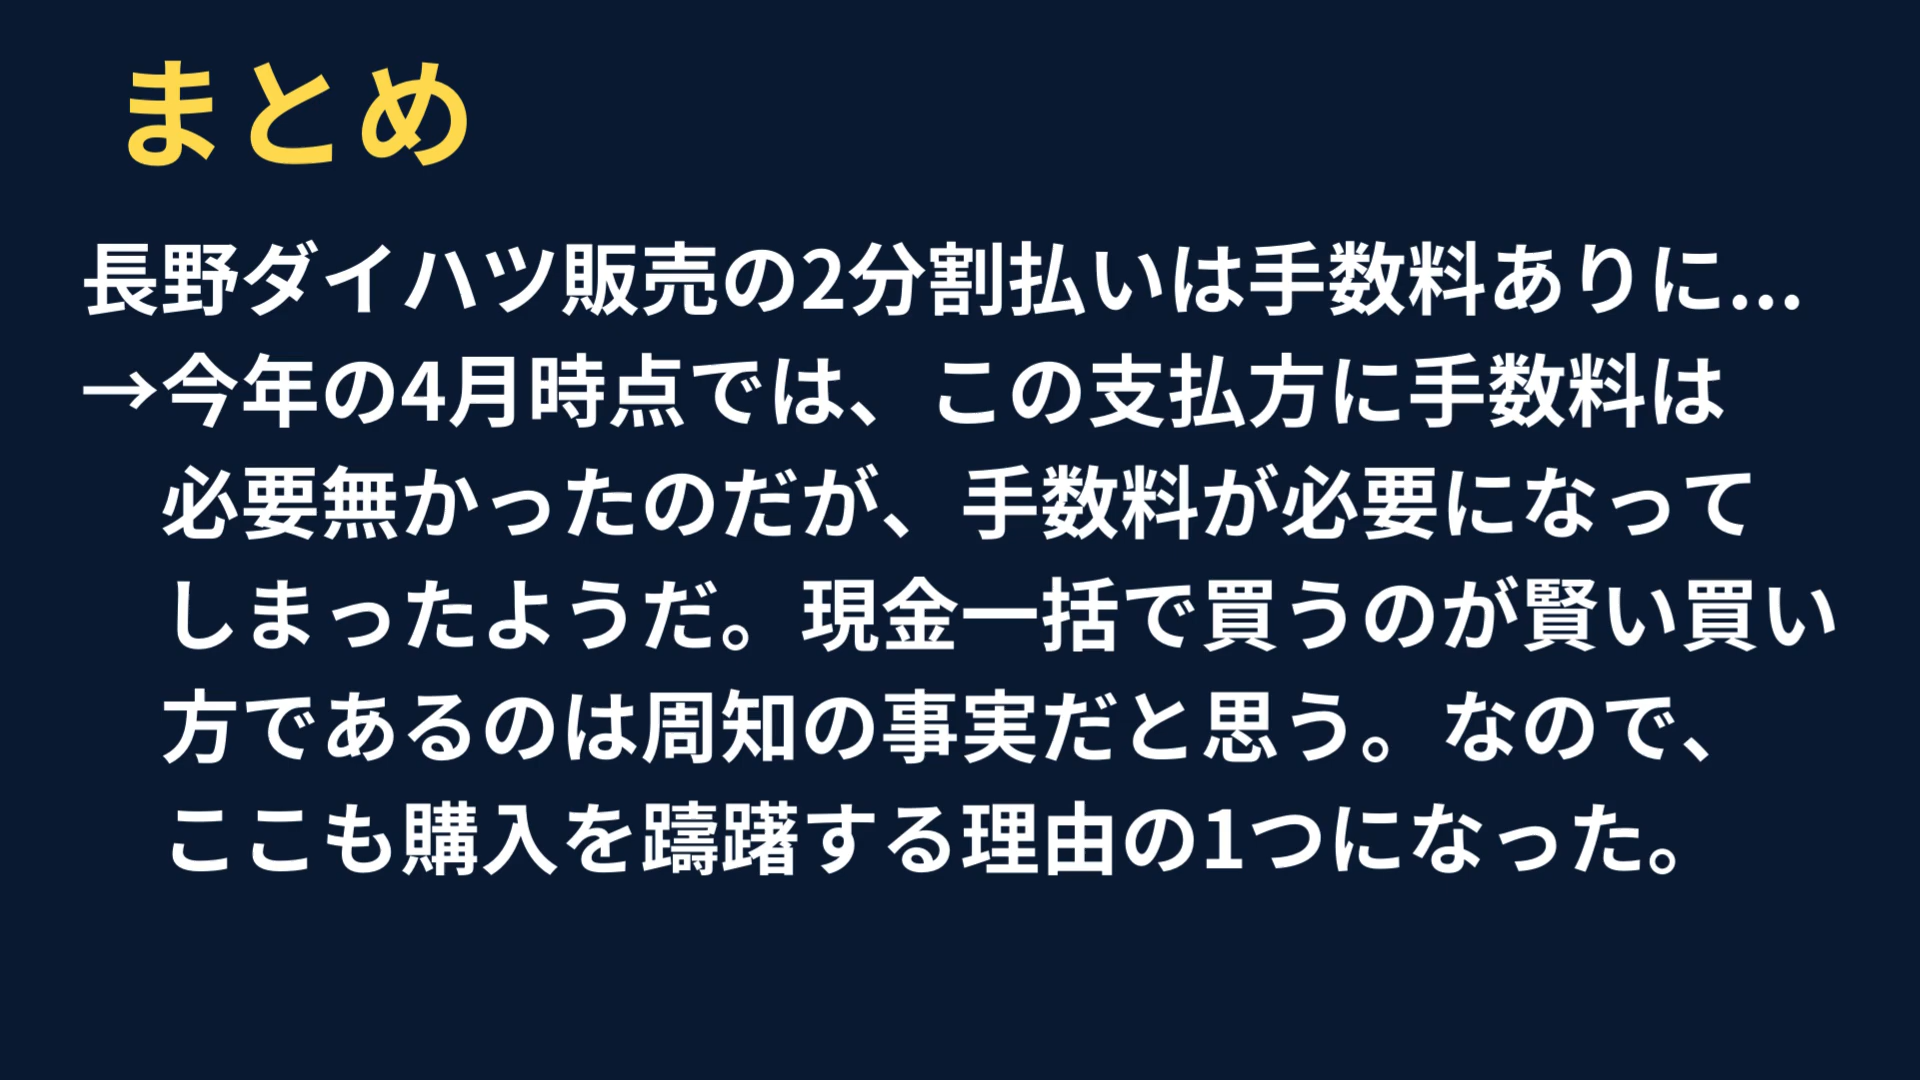 まとめ
長野ダイハツ販売の2分割払いは手数料ありに...
→今年の4月時点では、この支払方に手数料は
必要無かったのだが、手数料が必要になって
しまったようだ。現金一括で買うのが賢い買い
方であるのは周知の事実だと思う。なので、
ここも購入を躊躇する理由の1つになった。